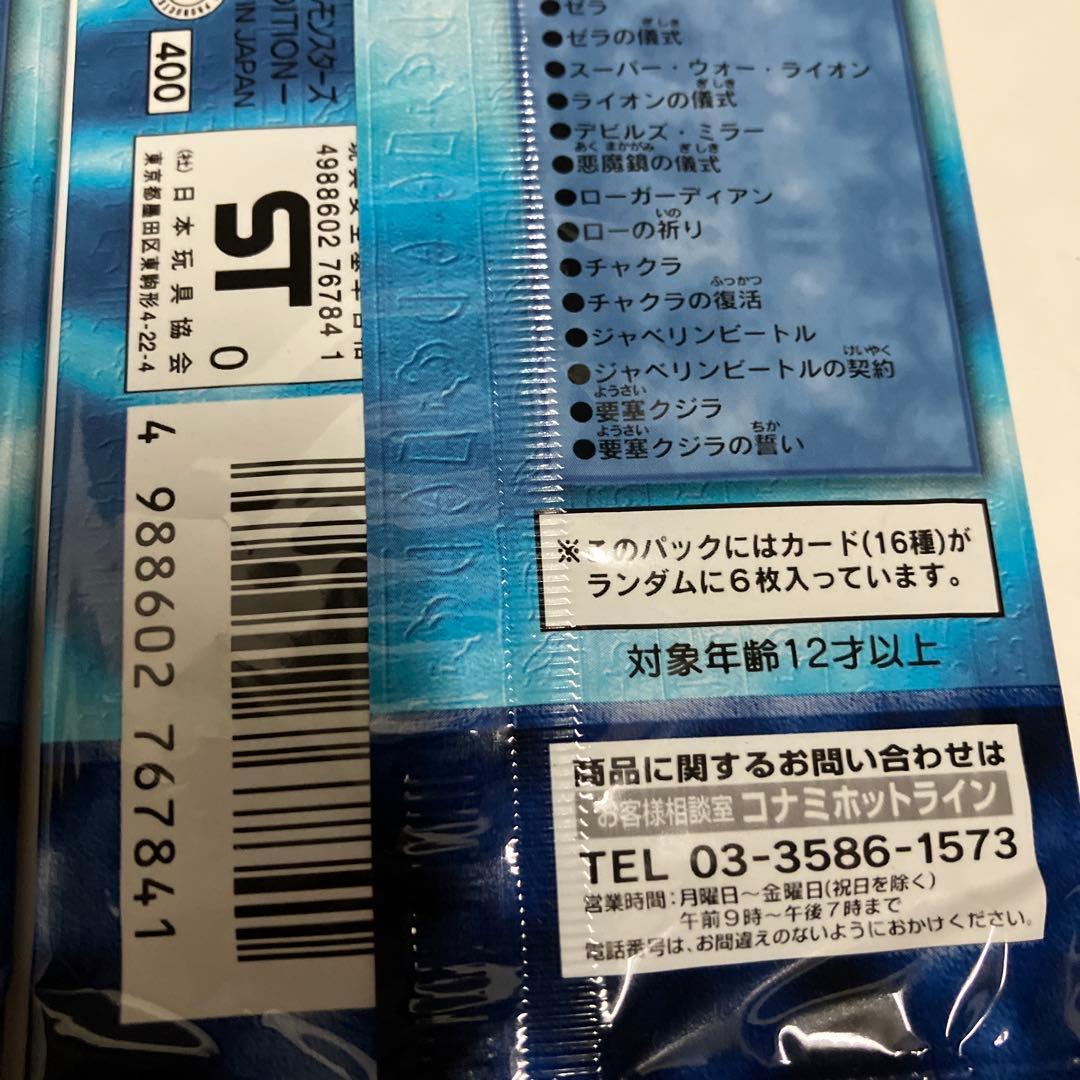 モンスターズ
DITION ー
IN JAPAN
400
ST
(社)日本玩具協会
東京都墨田区東駒形4-22-4
4988602 76784 1
0
4 988602 767841
●ゼラ
ぎしき
●ゼラの儀式
●スーパー・ウォー・ライオン
ぎしき
●ライオンの儀式
●デビルズ・ミラー
あくまかがみ ぎしき
●悪魔鏡の儀式
●ローガーディアン
いの
●ローの祈り
●チャクラ
ふっかつ
●チャクラの復活
●ジャベリンビートル
けいやく
●ジャベリンビートルの契約
ようさい
●要塞クジラ
ようさい ちか
●要塞クジラの誓い
※このパックにはカード(16種)が
ランダムに6枚入っています。
対象年齢12才以上
商品に関するお問い合わせは
お客様相談室 コナミホットライン
TEL 03-3586-1573
営業時間:月曜日～金曜日(祝日を除く)
午前9時～午後7時まで
電話番号は、お間違えのないようにおかけください。